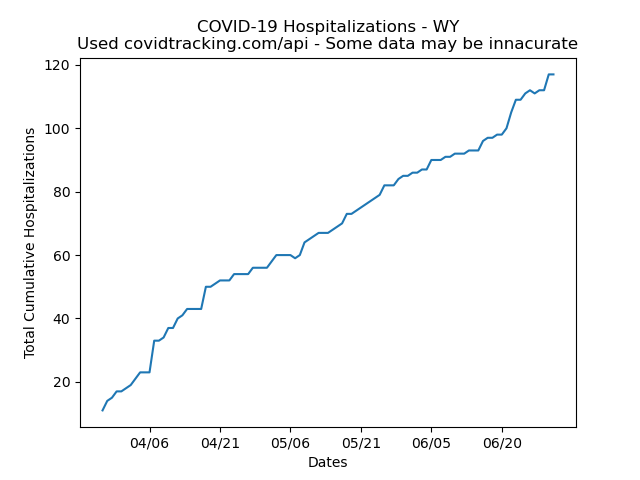 COVID-19 Hospitalizations - WY
Used covidtracking.com/api - Some data may be innacurate
Total Cumulative Hospitalizations
120
100
80
60
40
20
04/06 04/21 05/06 05/21 06/05 06/20
Dates